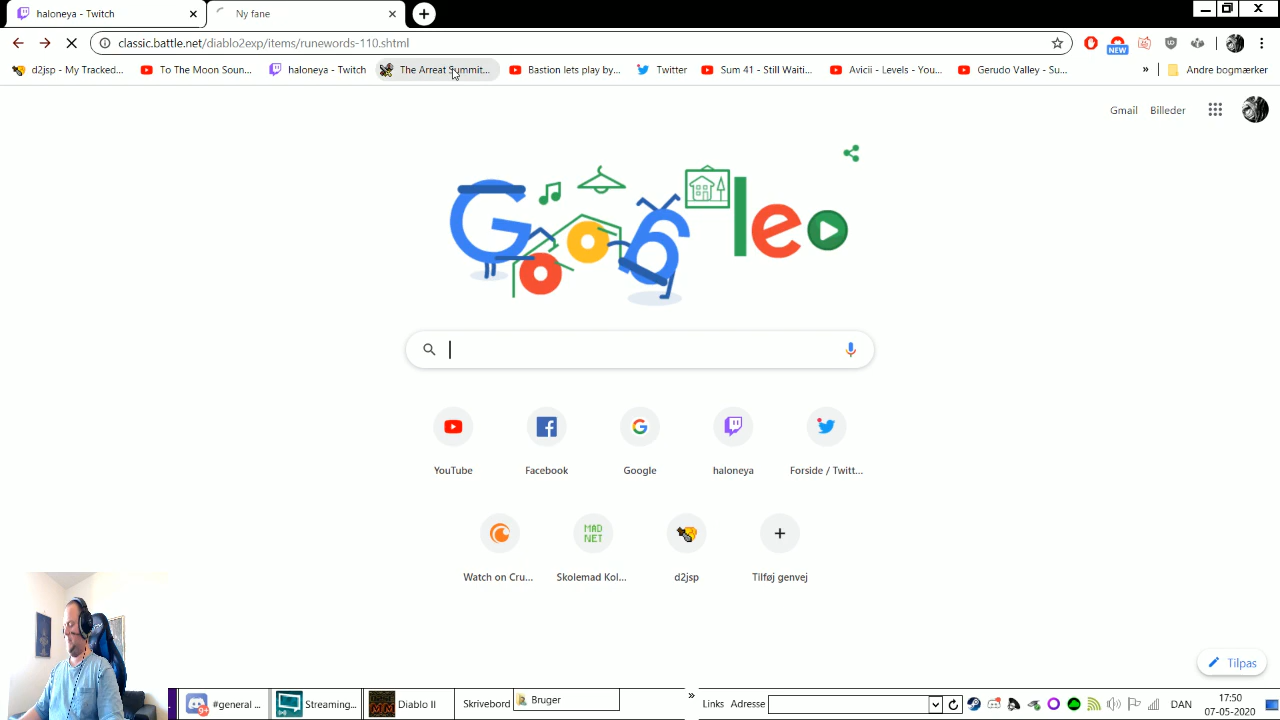 haloneya - Twitch
Ny fane
classic.battle.net/diablo2exp/items/runewords-110.shtml
NEW
d2jsp - My Tracked...
To The Moon Soun...
haloneya - Twitch
The Arreat Summit...
Bastion lets play by...
Twitter
Sum 41 - Still Waiti...
Avicii - Levels - You...
Gerudo Valley - Su...
»
Andre bogmærker
Gmail
Billeder
Google
YouTube
Facebook
Google
haloneya
Forside / Twitt...
MAD
NET
Watch on Cru...
Skolemad Kol...
d2jsp
Tilføj genvej
Tilpas
#general ...
Streaming...
Diablo II
Skrivebord
Bruger
»
Links
Adresse
DAN
17:50
07-05-2020